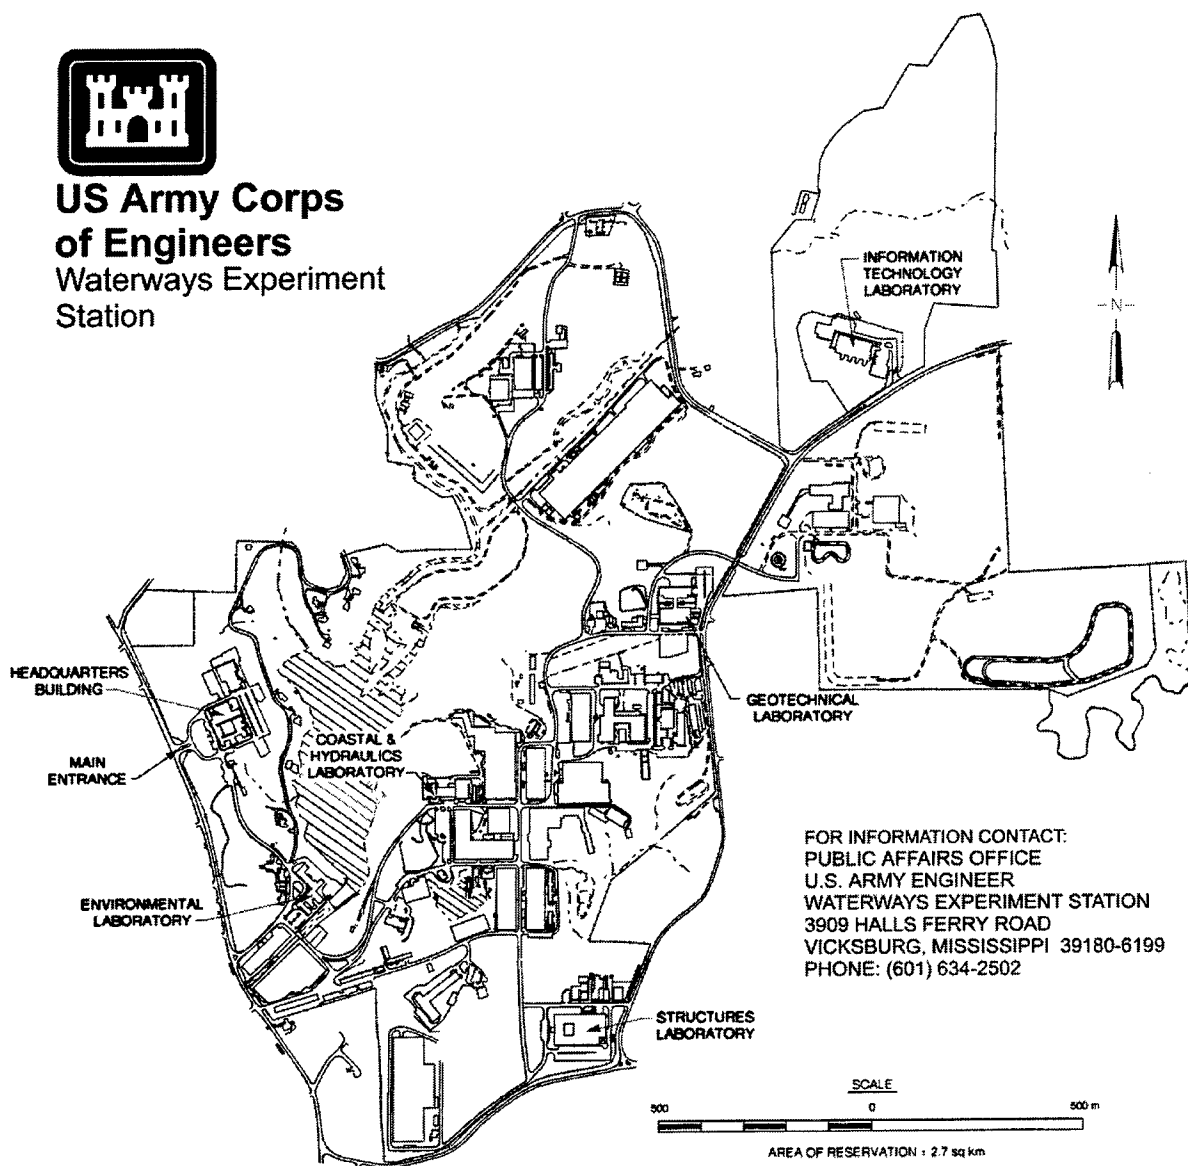 US Army Corps
of Engineers
Waterways Experiment
Station
INFORMATION
TECHNOLOGY
LABORATORY
N
HEADQUARTERS
BUILDING
MAIN
ENTRANCE
COASTAL &
HYDRAULICS
LABORATORY
GEOTECHNICAL
LABORATORY
ENVIRONMENTAL
LABORATORY
STRUCTURES
LABORATORY
FOR INFORMATION CONTACT:
PUBLIC AFFAIRS OFFICE
U.S. ARMY ENGINEER
WATERWAYS EXPERIMENT STATION
3909 HALLS FERRY ROAD
VICKSBURG, MISSISSIPPI 39180-6199
PHONE: (601) 634-2502
SCALE
500 0 500 m
AREA OF RESERVATION : 2.7 sq km